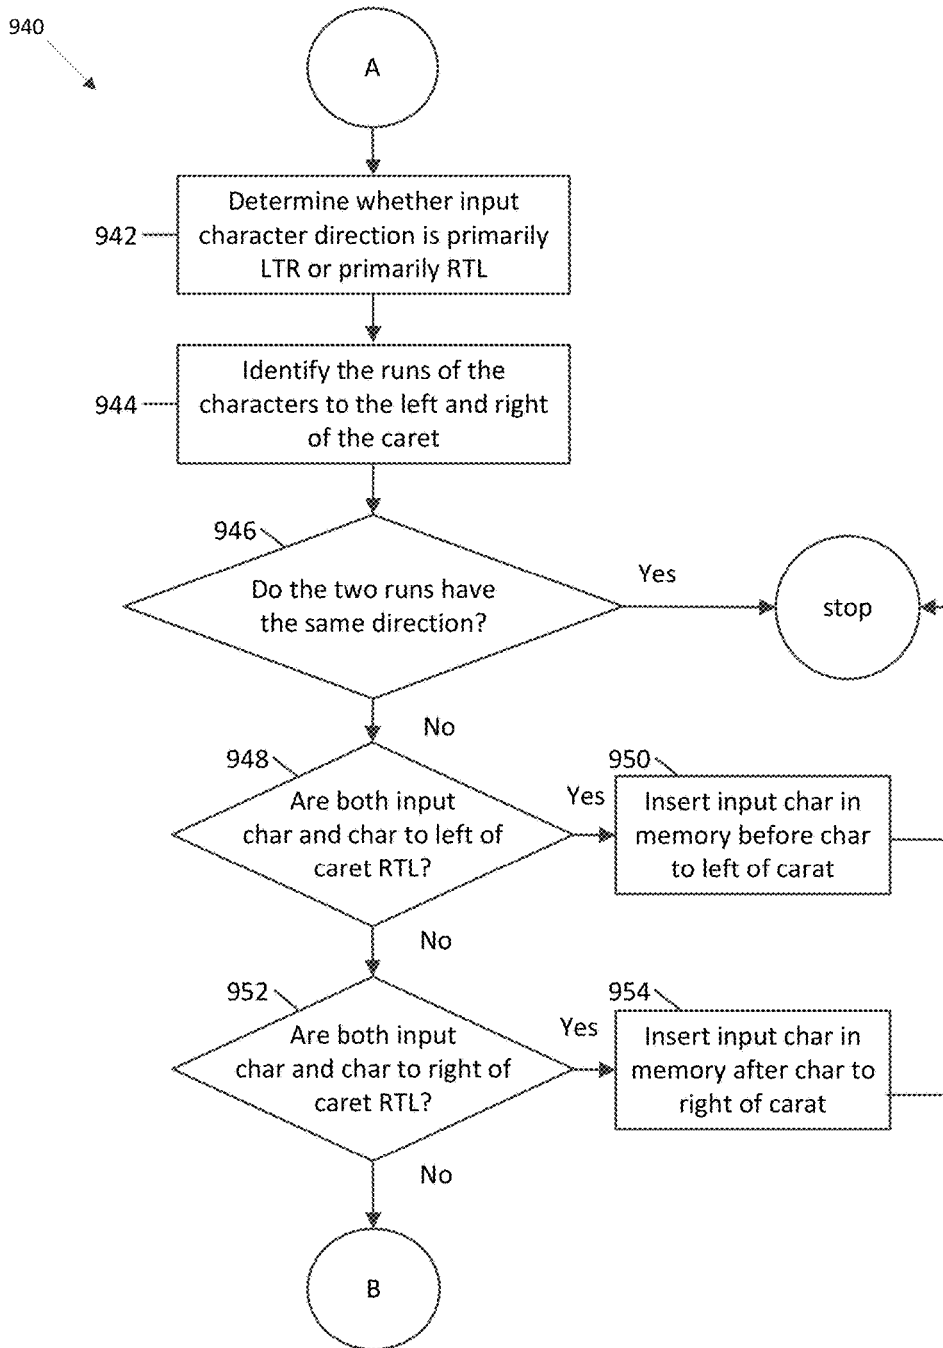 940
A
942
Determine whether input
character direction is primarily
LTR or primarily RTL
944
Identify the runs of the
characters to the left and right
of the caret
946
Do the two runs have
the same direction?
Yes
stop
No
948
Are both input
char and char to left of
caret RTL?
Yes
950
Insert input char in
memory before char
to left of carat
No
952
Are both input
char and char to right of
caret RTL?
Yes
954
Insert input char in
memory after char to
right of carat
No
B